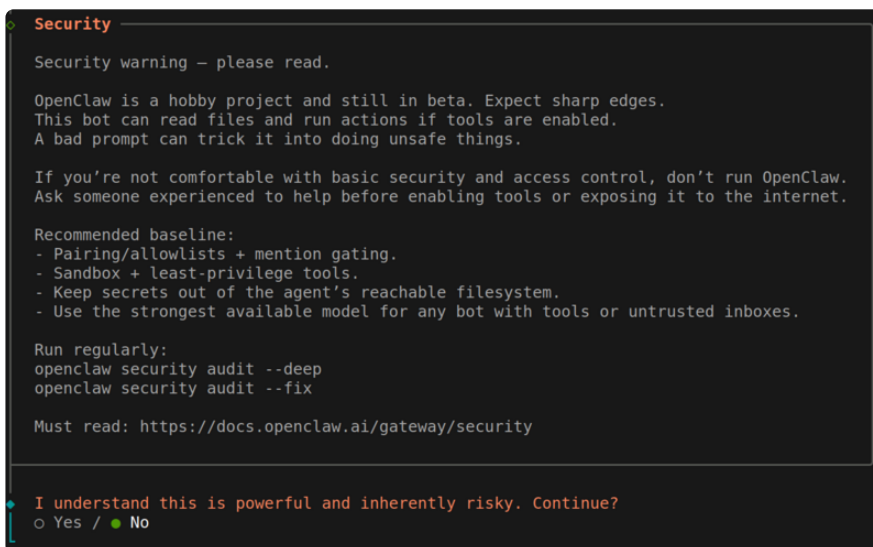 Security
Security warning — please read.
OpenClaw is a hobby project and still in beta. Expect sharp edges.
This bot can read files and run actions if tools are enabled.
A bad prompt can trick it into doing unsafe things.
If you’re not comfortable with basic security and access control, don’t run OpenClaw.
Ask someone experienced to help before enabling tools or exposing it to the internet.
Recommended baseline:
- Pairing/allowlists + mention gating.
- Sandbox + least-privilege tools.
- Keep secrets out of the agent’s reachable filesystem.
- Use the strongest available model for any bot with tools or untrusted inboxes.
Run regularly:
openclaw security audit --deep
openclaw security audit --fix
Must read: https://docs.openclaw.ai/gateway/security
I understand this is powerful and inherently risky. Continue?
○ Yes / ● No